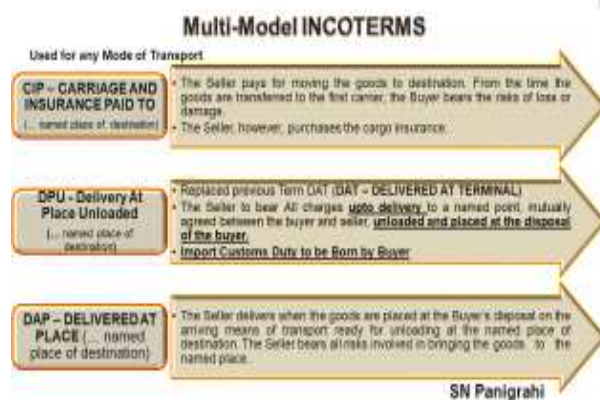 Multi-Model INCOTERMS
Used for any Mode of Transport
CIP – CARRIAGE AND
INSURANCE PAID TO
(... named place of destination)
• The Seller pays for moving the goods to destination. From the time the
goods are transferred to the first carrier, the Buyer bears the risks of loss or
damage.
• The Seller, however, purchases the cargo insurance.
DPU - Delivery At
Place Unloaded
(... named place of
destination)
• Replaced previous Term DAT (DAT – DELIVERED AT TERMINAL)
• The Seller to bear All charges upto delivery to a named point, mutually
agreed between the buyer and seller, unloaded and placed at the disposal
of the buyer.
• Import Customs Duty to be Born by Buyer
DAP – DELIVERED AT
PLACE (... named
place of destination)
• The Seller delivers when the goods are placed at the Buyer's disposal on the
arriving means of transport ready for unloading at the named place of
destination. The Seller bears all risks involved in bringing the goods to the
named place.
SN Panigrahi